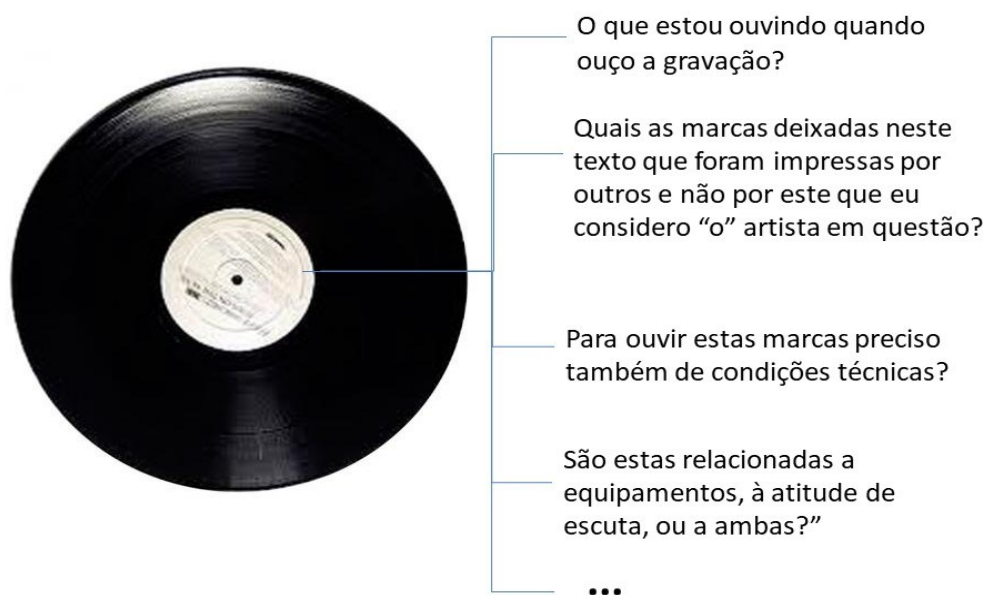 O que estou ouvindo quando
ouço a gravação?
Quais as marcas deixadas neste
texto que foram impressas por
outros e não por este que eu
considero “o” artista em questão?
Para ouvir estas marcas preciso
também de condições técnicas?
São estas relacionadas a
equipamentos, à atitude de
escuta, ou a ambas?”
...